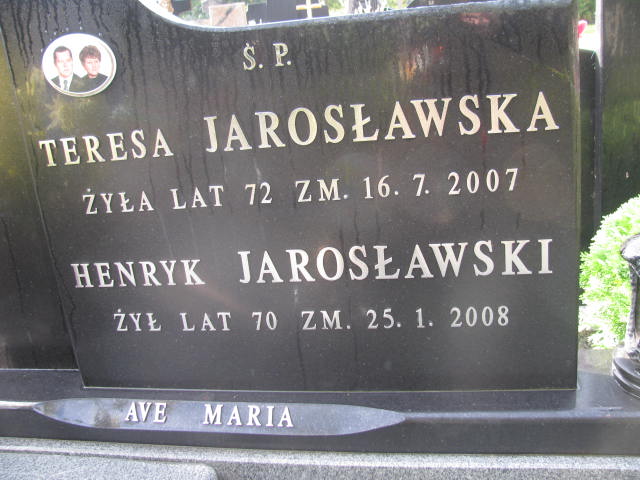 Ś. P.
TERESA JAROSŁAWSKA
ŻYŁA LAT 72 ZM. 16. 7. 2007
HENRYK JAROSŁAWSKI
ŻYŁ LAT 70 ZM. 25. 1. 2008
AVE MARIA